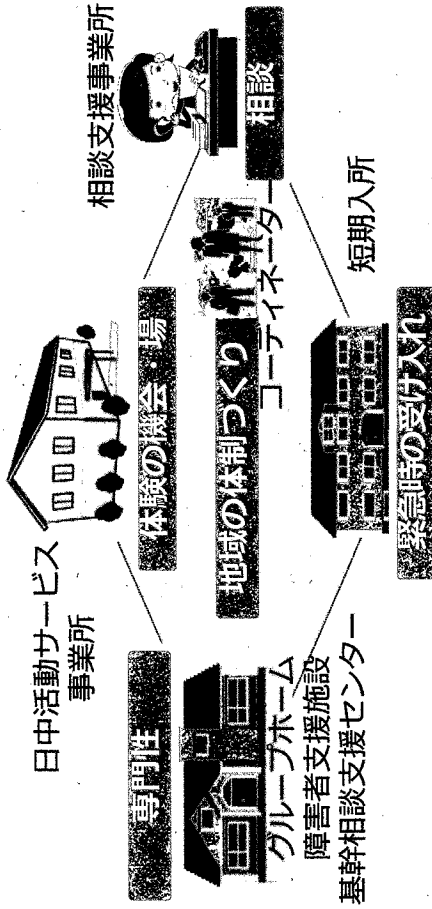 日中活動サービス
事業所
体験の機会・場
相談支援事業所
相談
専門性
グループホーム
障害者支援施設
基幹相談支援センター
地域の体制づくり
コーディネーター
短期入所
緊急時の受け入れ